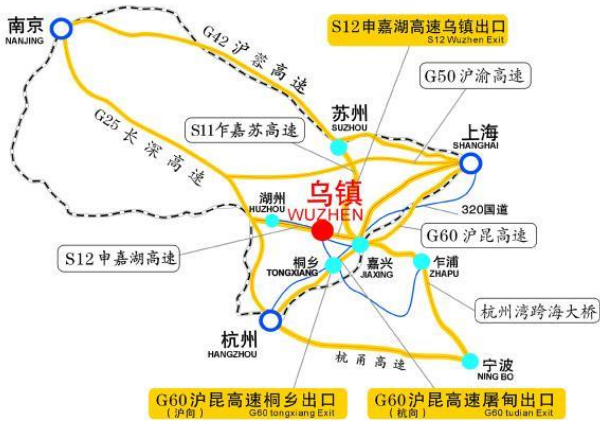 南京
NANJING
G42沪蓉高速
S12申嘉湖高速乌镇出口
S12 Wuzhen Exit
G50沪渝高速
苏州
SUZHOU
S11乍嘉苏高速
上海
SHANGHAI
G25长深高速
湖州
HUZHOU
乌镇
WUZHEN
320国道
G60沪昆高速
S12申嘉湖高速
桐乡
TONGXIANG
嘉兴
JIAXING
乍浦
ZHAPU
杭州湾跨海大桥
杭州
HANGZHOU
杭甬高速
宁波
NING BO
G60沪昆高速桐乡出口
(沪向)
G60 tongxiang Exit
G60沪昆高速屠甸出口
(杭向)
G60 tudian Exit